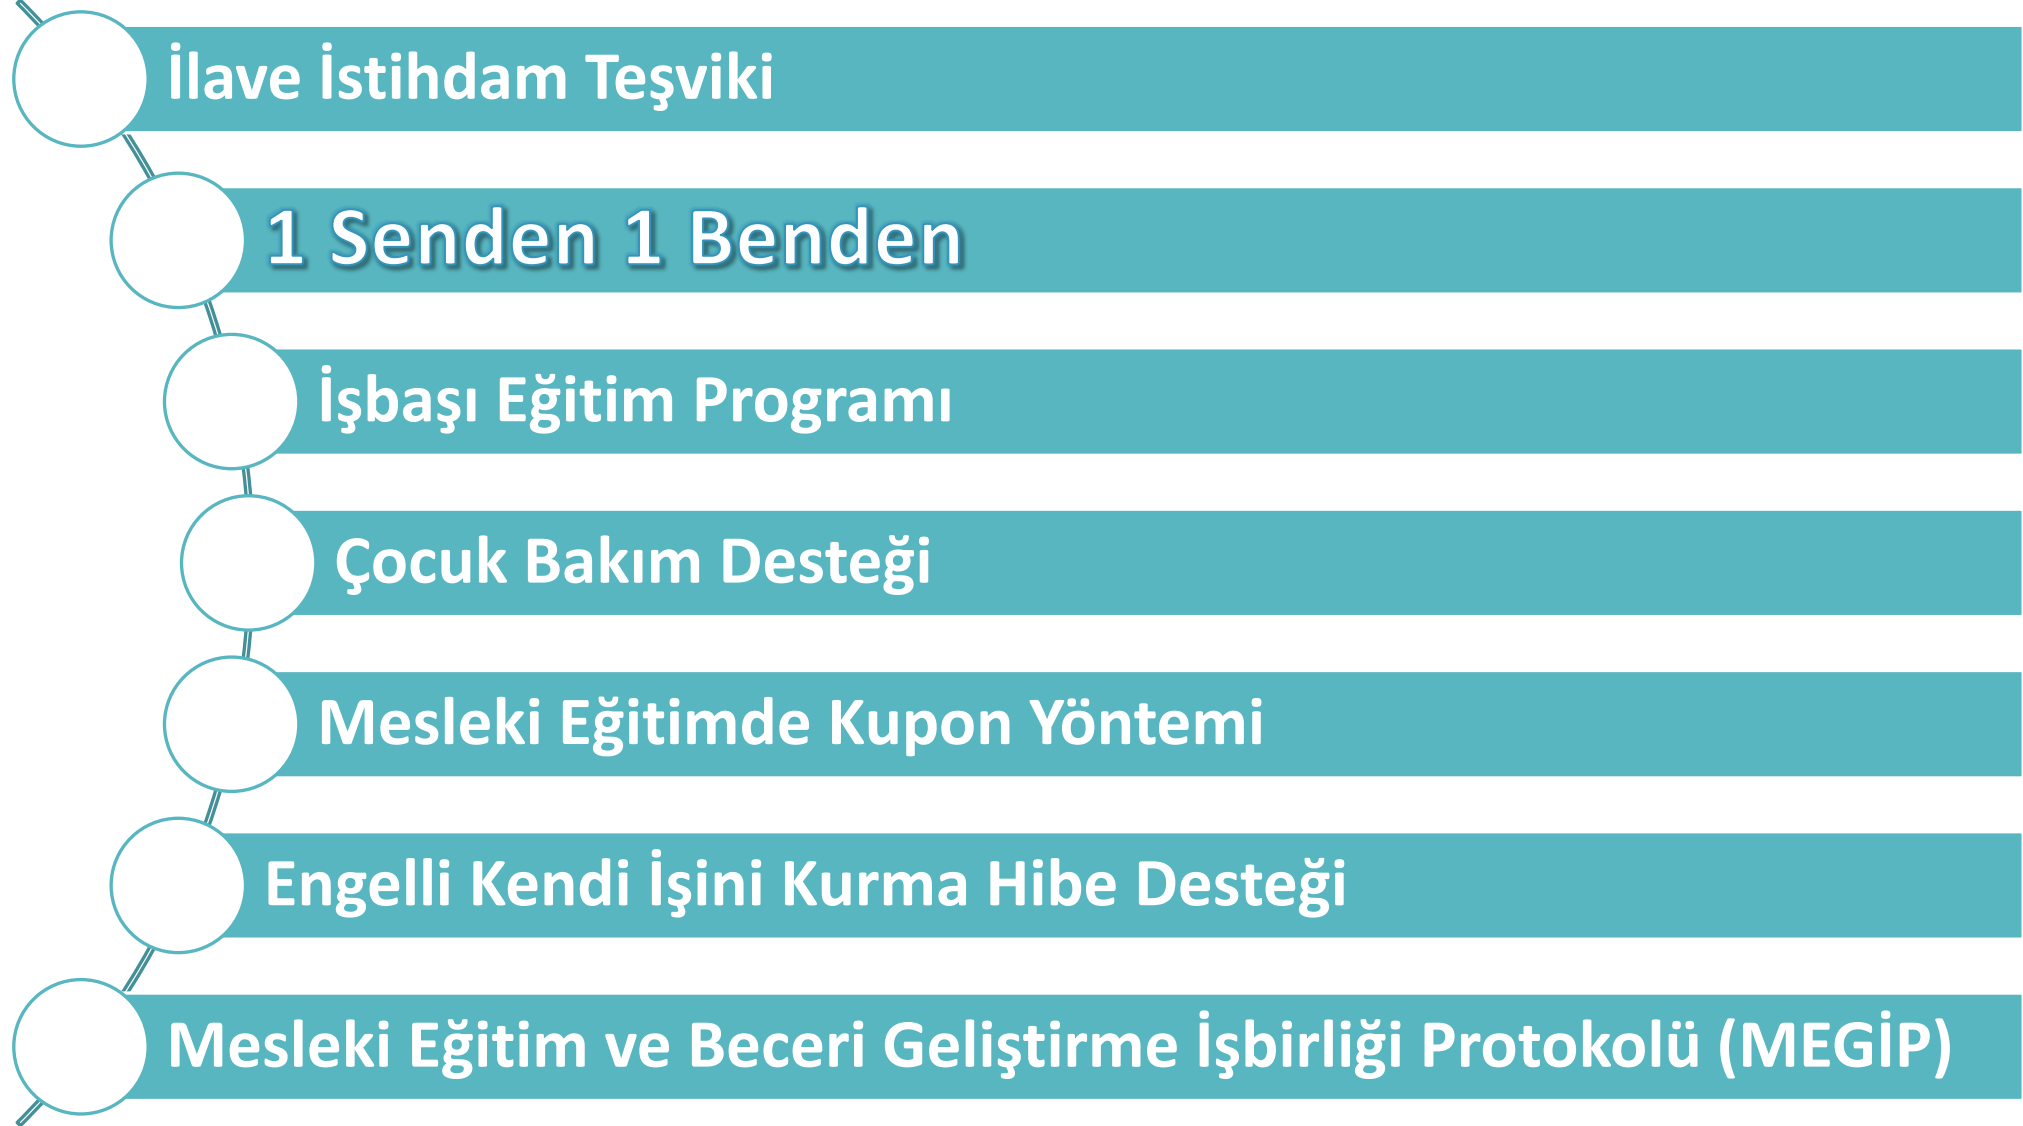 İlave İstihdam Teşviki
1 Senden 1 Benden
İşbaşı Eğitim Programı
Çocuk Bakım Desteği
Mesleki Eğitimde Kupon Yöntemi
Engelli Kendi İşini Kurma Hibe Desteği
Mesleki Eğitim ve Beceri Geliştirme İşbirliği Protokolü (MEGİP)